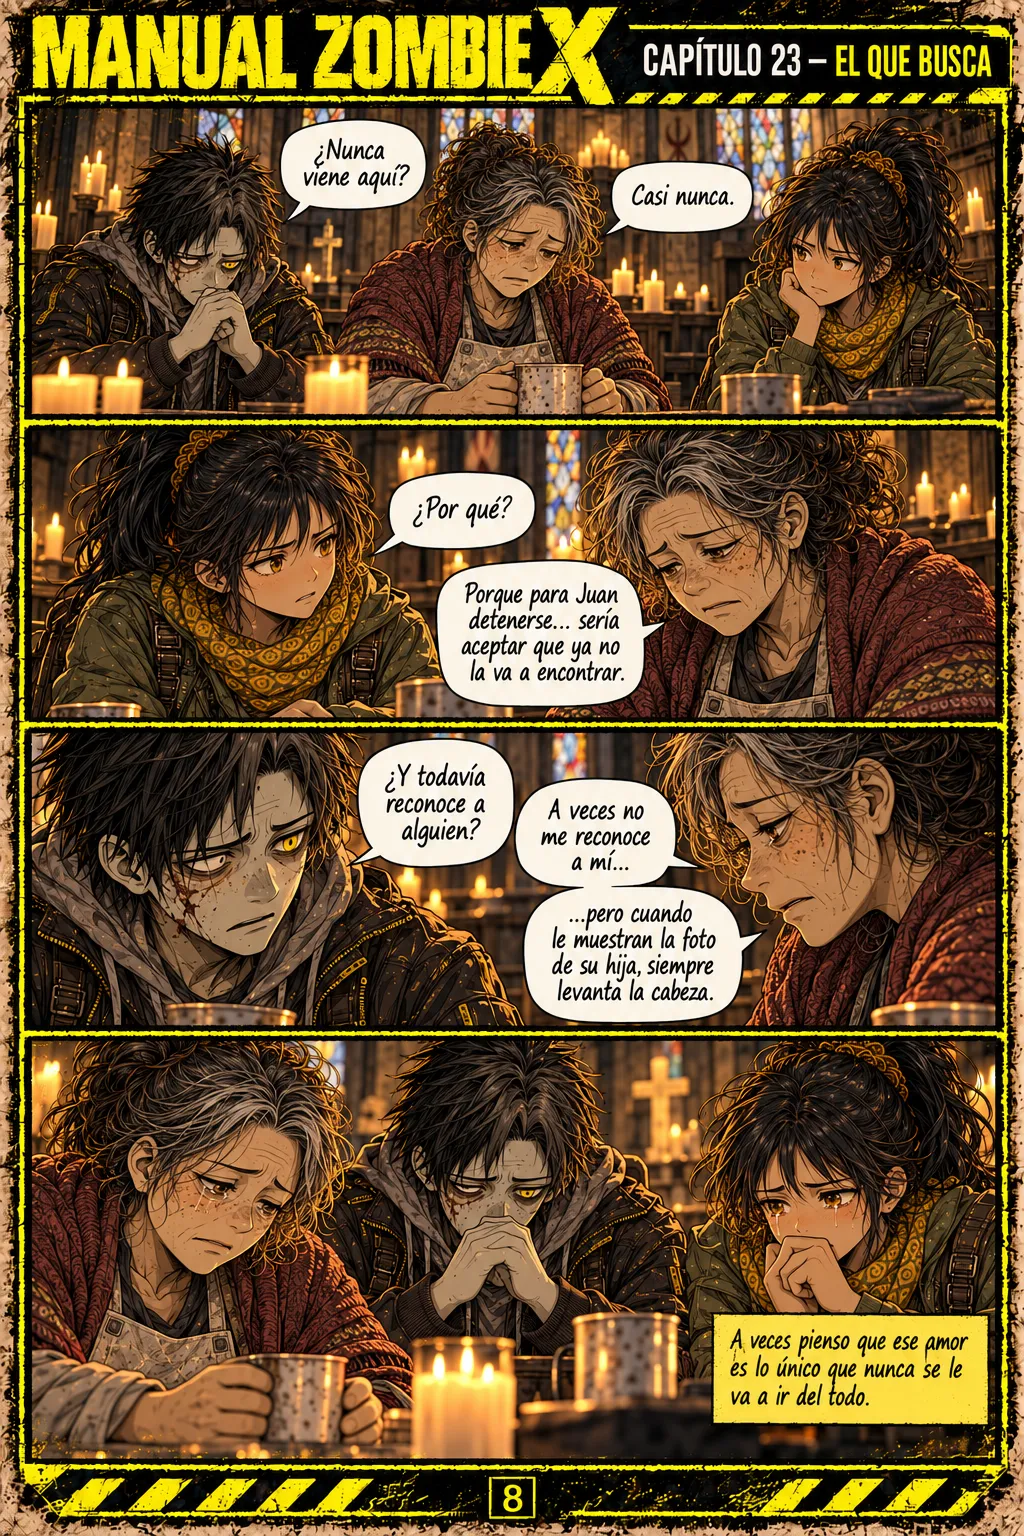 MANUAL ZOMBIE X
CAPÍTULO 23 – EL QUE BUSCA
¿Nunca
viene aquí?
Casi nunca.
¿Por qué?
Porque para Juan
detenerse... sería
aceptar que ya no
la va a encontrar.
¿Y todavía
reconoce a
alguien?
A veces no
me reconoce
a mí...
...pero cuando
le muestran la foto
de su hija, siempre
levanta la cabeza.
A veces pienso que ese amor
es lo único que nunca se le
va a ir del todo.
8